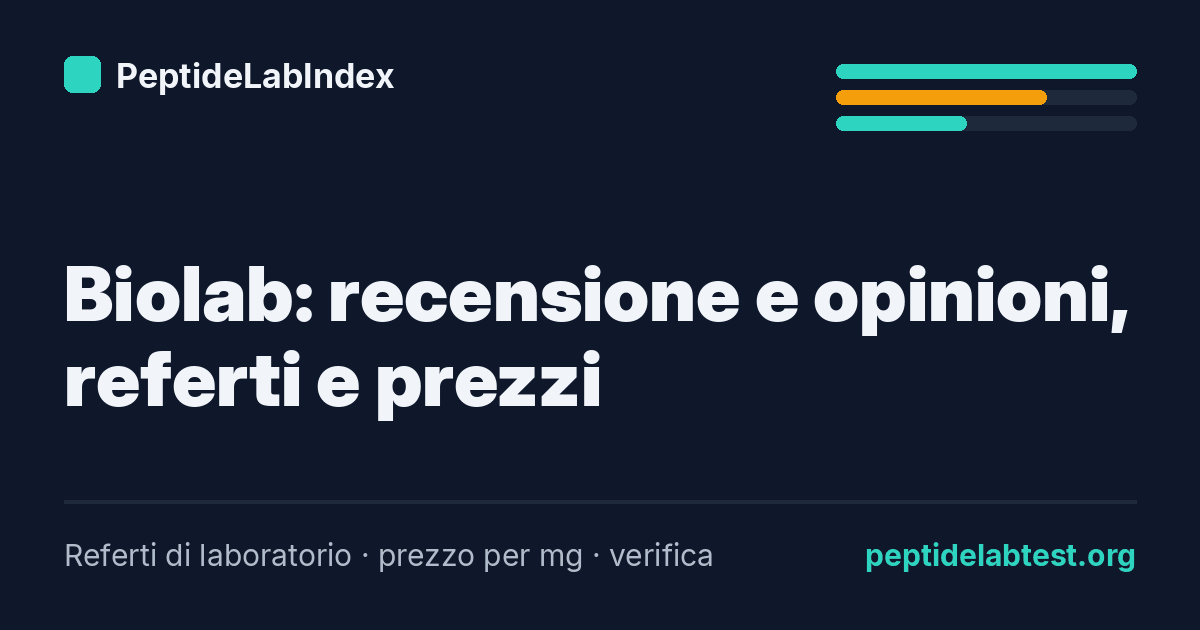 PeptideLabIndex
Biolab: recensione e opinioni,
referti e prezzi
Referti di laboratorio · prezzo per mg · verifica
peptidelabtest.org